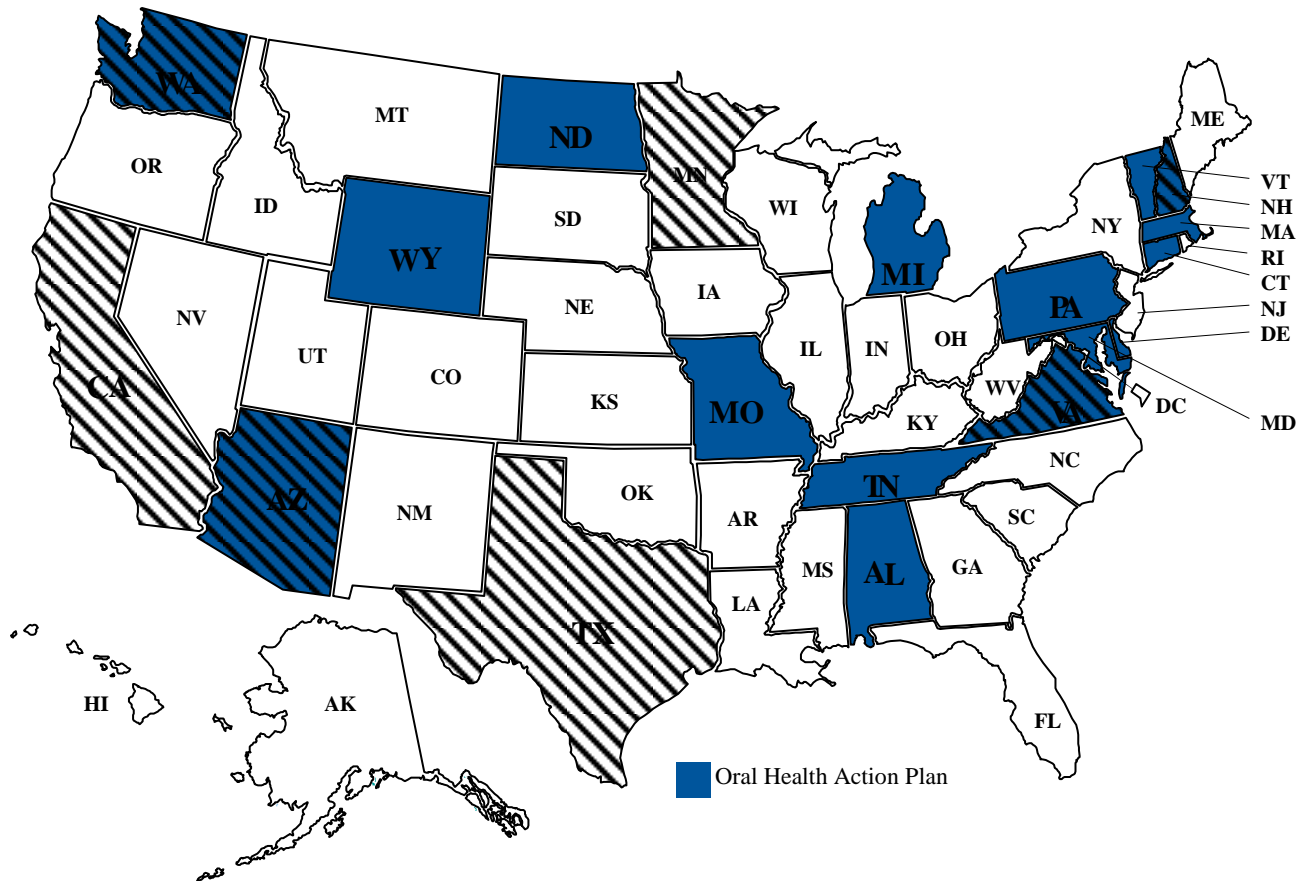 WA
MT
ND
MN
ME
OR
ID
SD
WI
VT
NH
MA
NY
RI
WY
MI
CT
IA
NE
PA
NJ
NV
DE
UT
IL
IN
OH
CO
CA
WV
KS
MO
VA
DC
KY
MD
NC
AZ
TN
OK
NM
AR
SC
MS
AL
GA
LA
TX
HI
AK
FL
Oral Health Action Plan